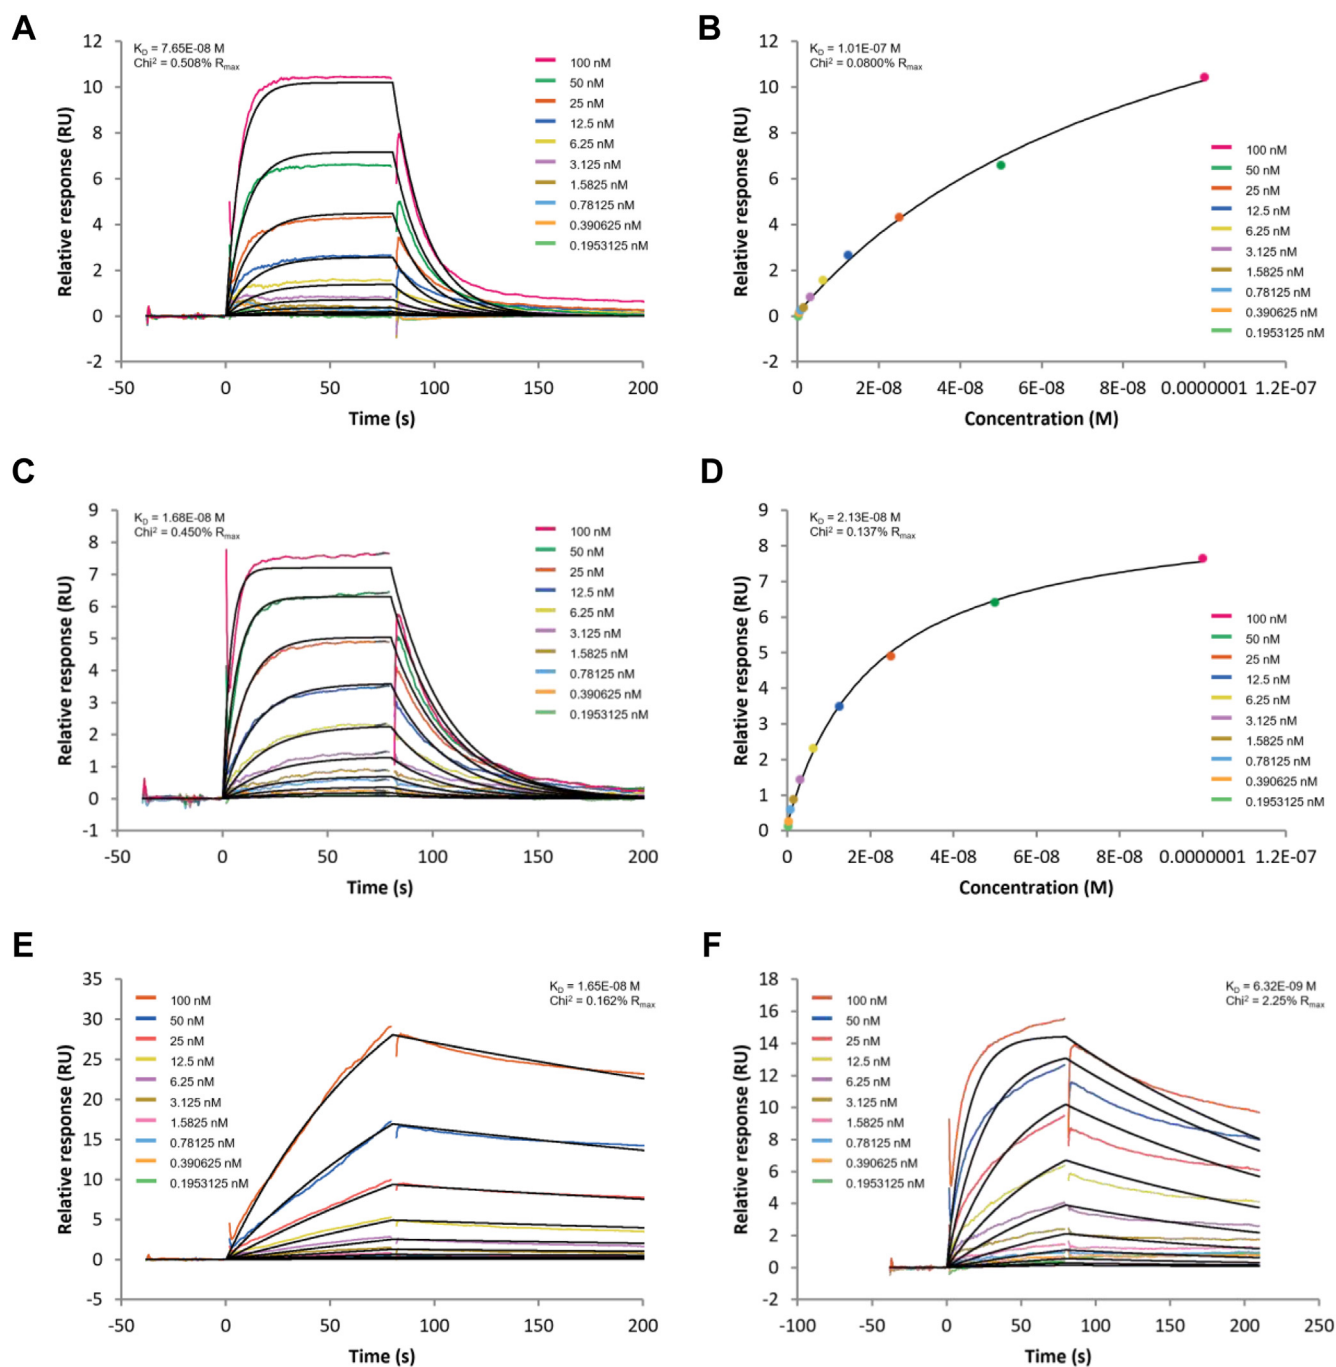 A
K_D = 7.65E-08 M
Chi² = 0.508% R_max
Relative response (RU)
12
10
8
6
4
2
0
-2
-50
0
50
100
150
200
Time (s)
100 nM
50 nM
25 nM
12.5 nM
6.25 nM
3.125 nM
1.5825 nM
0.78125 nM
0.390625 nM
0.1953125 nM
B
K_D = 1.01E-07 M
Chi² = 0.0800% R_max
Relative response (RU)
12
10
8
6
4
2
0
-2
0
2E-08
4E-08
6E-08
8E-08
0.0000001
1.2E-07
Concentration (M)
100 nM
50 nM
25 nM
12.5 nM
6.25 nM
3.125 nM
1.5825 nM
0.78125 nM
0.390625 nM
0.1953125 nM
C
K_D = 1.68E-08 M
Chi² = 0.450% R_max
Relative response (RU)
9
8
7
6
5
4
3
2
1
0
-1
-50
0
50
100
150
200
Time (s)
100 nM
50 nM
25 nM
12.5 nM
6.25 nM
3.125 nM
1.5825 nM
0.78125 nM
0.390625 nM
0.1953125 nM
D
K_D = 2.13E-08 M
Chi² = 0.137% R_max
Relative response (RU)
9
8
7
6
5
4
3
2
1
0
0
2E-08
4E-08
6E-08
8E-08
0.0000001
1.2E-07
Concentration (M)
100 nM
50 nM
25 nM
12.5 nM
6.25 nM
3.125 nM
1.5825 nM
0.78125 nM
0.390625 nM
0.1953125 nM
E
K_D = 1.65E-08 M
Chi² = 0.162% R_max
Relative response (RU)
35
30
25
20
15
10
5
0
-5
-50
0
50
100
150
200
Time (s)
100 nM
50 nM
25 nM
12.5 nM
6.25 nM
3.125 nM
1.5825 nM
0.78125 nM
0.390625 nM
0.1953125 nM
F
K_D = 6.32E-09 M
Chi² = 2.25% R_max
Relative response (RU)
18
16
14
12
10
8
6
4
2
0
-2
-100
-50
0
50
100
150
200
250
Time (s)
100 nM
50 nM
25 nM
12.5 nM
6.25 nM
3.125 nM
1.5825 nM
0.78125 nM
0.390625 nM
0.1953125 nM